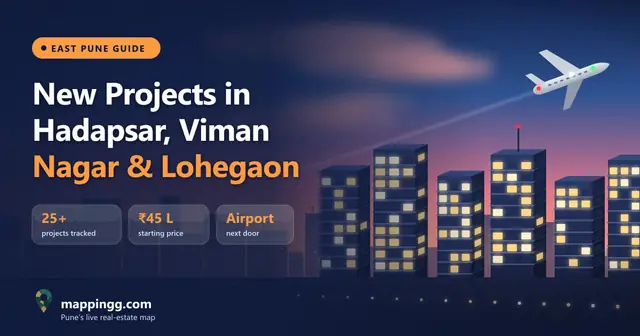 EAST PUNE GUIDE
New Projects in
Hadapsar, Viman
Nagar & Lohegaon
25+
projects tracked
₹45 L
starting price
Airport
next door
mappingg.com
Pune's live real-estate map